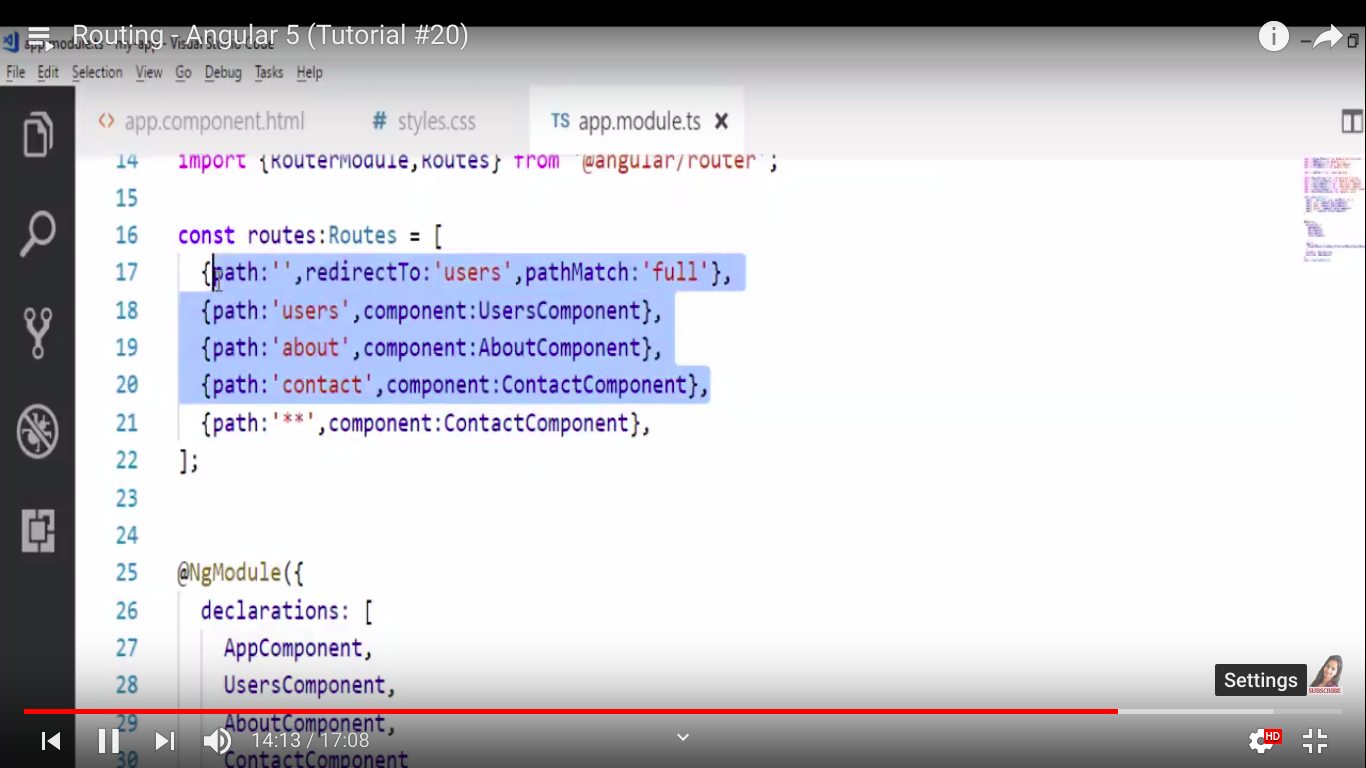 Routing - Angular 5 (Tutorial #20)
app.module.ts - my-app - Visual Studio Code
File Edit Selection View Go Debug Tasks Help
<> app.component.html # styles.css TS app.module.ts ×
14 import {RouterModule,Routes} from '@angular/router';
15
16 const routes:Routes = [
17 {path:'',redirectTo:'users',pathMatch:'full'},
18 {path:'users',component:UsersComponent},
19 {path:'about',component:AboutComponent},
20 {path:'contact',component:ContactComponent},
21 {path:'**',component:ContactComponent},
22 ];
23
24
25 @NgModule({
26 declarations: [
27 AppComponent,
28 UsersComponent,
29 AboutComponent,
30 ContactComponent
Settings
SUBSCRIBE
14:13 / 17:08
HD